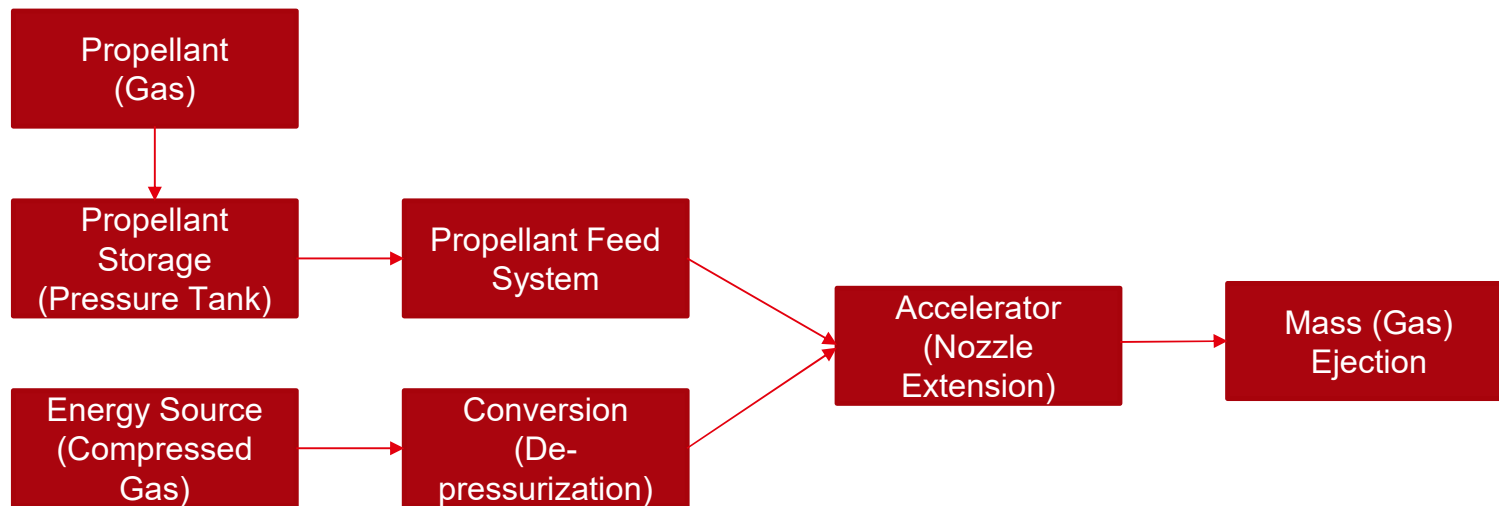 Propellant
(Gas)
Propellant
Storage
(Pressure Tank)
Propellant Feed
System
Energy Source
(Compressed
Gas)
Conversion
(De-
pressurization)
Accelerator
(Nozzle
Extension)
Mass (Gas)
Ejection